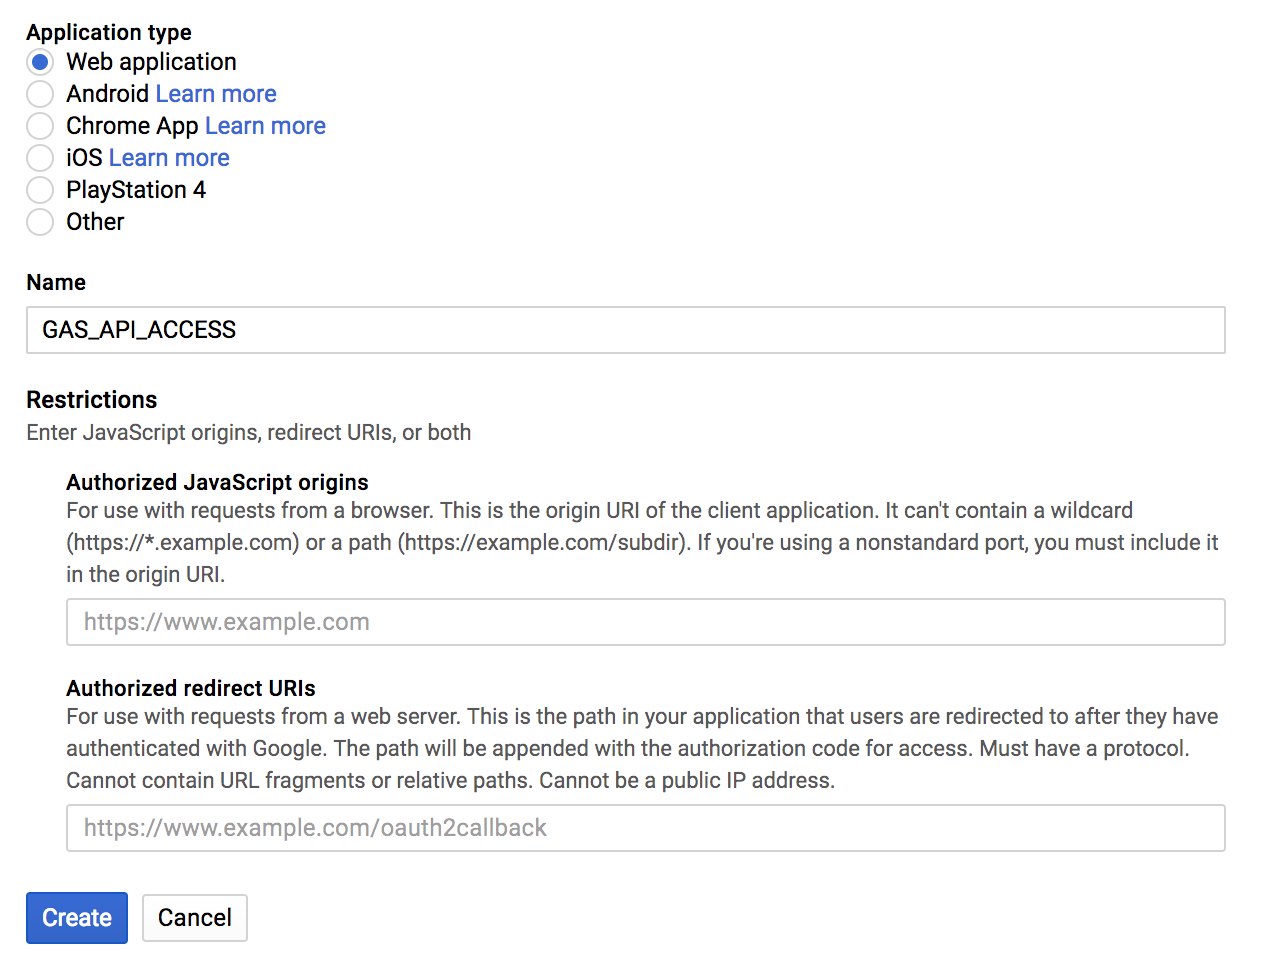 Application type
Web application
Android Learn more
Chrome App Learn more
iOS Learn more
PlayStation 4
Other
Name
GAS_API_ACCESS
Restrictions
Enter JavaScript origins, redirect URIs, or both
Authorized JavaScript origins
For use with requests from a browser. This is the origin URI of the client application. It can't contain a wildcard
(https://*.example.com) or a path (https://example.com/subdir). If you're using a nonstandard port, you must include it
in the origin URI.
https://www.example.com
Authorized redirect URIs
For use with requests from a web server. This is the path in your application that users are redirected to after they have
authenticated with Google. The path will be appended with the authorization code for access. Must have a protocol.
Cannot contain URL fragments or relative paths. Cannot be a public IP address.
https://www.example.com/oauth2callback
Create Cancel